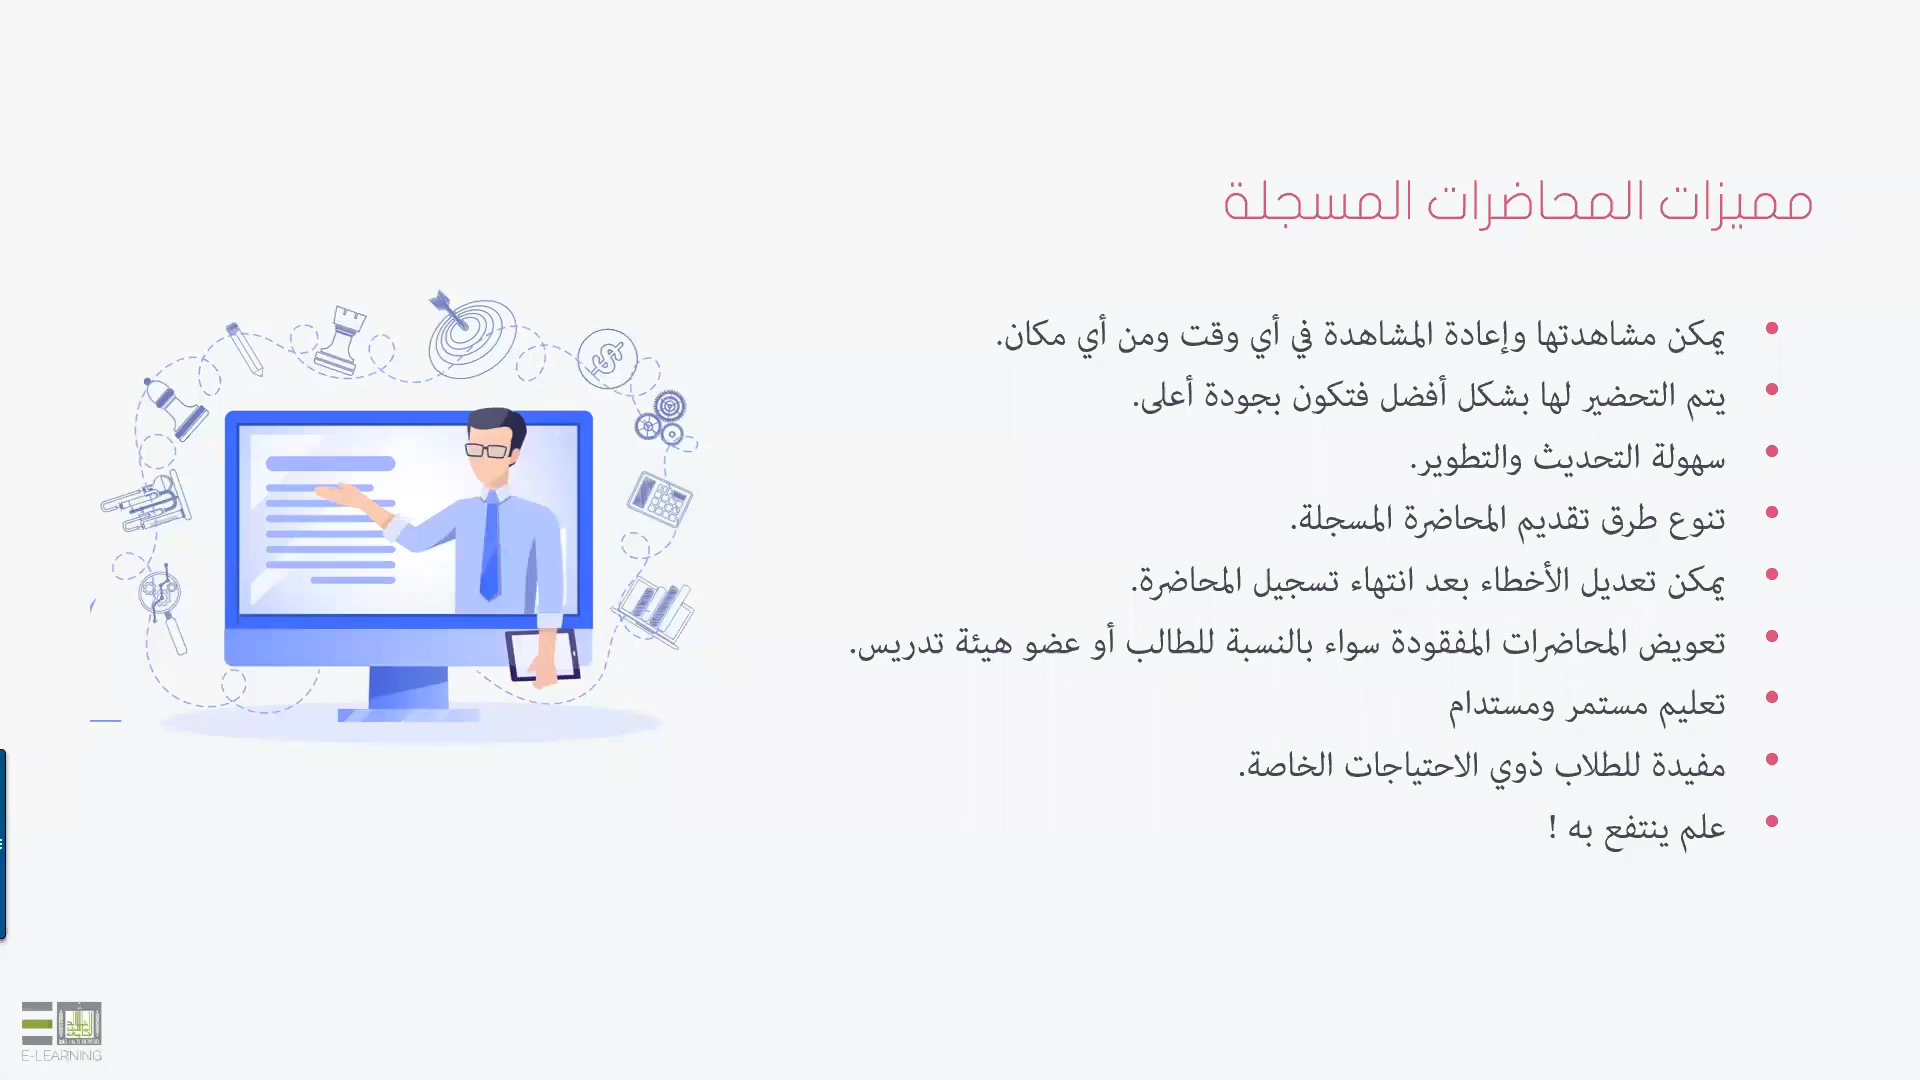 مميزات المحاضرات المسجلة
يمكن مشاهدتها وإعادة المشاهدة في أي وقت ومن أي مكان.
يتم التحضير لها بشكل أفضل فتكون بجودة أعلى.
سهولة التحديث والتطوير.
تنوع طرق تقديم المحاضرة المسجلة.
يمكن تعديل الأخطاء بعد انتهاء تسجيل المحاضرة.
تعويض المحاضرات المفقودة سواء بالنسبة للطالب أو عضو هيئة تدريس.
تعليم مستمر ومستدام
مفيدة للطلاب ذوي الاحتياجات الخاصة.
علم ينتفع به !
E-LEARNING